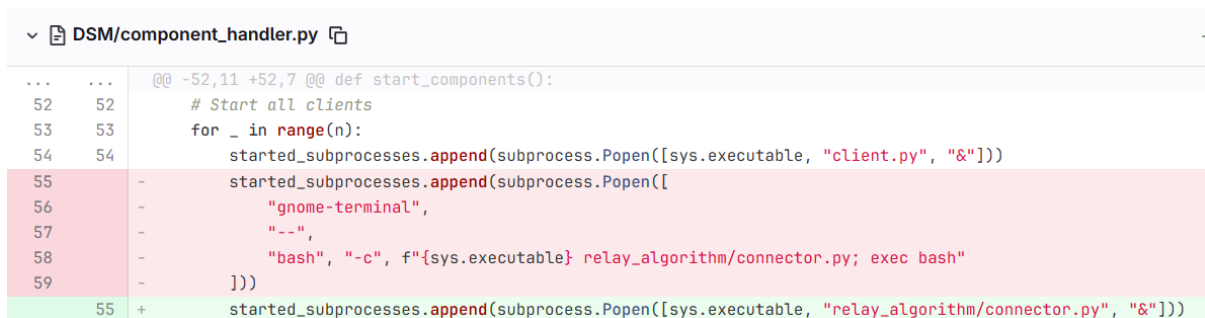 DSM/component_handler.py
... ... @@ -52,11 +52,7 @@ def start_components():
52 52 # Start all clients
53 53 for _ in range(n):
54 54 started_subprocesses.append(subprocess.Popen([sys.executable, "client.py", "&"]))
55 - started_subprocesses.append(subprocess.Popen([
56 - "gnome-terminal",
57 - "--",
58 - "bash", "-c", f"{sys.executable} relay_algorithm/connector.py; exec bash"
59 - ]))
55 + started_subprocesses.append(subprocess.Popen([sys.executable, "relay_algorithm/connector.py", "&"]))